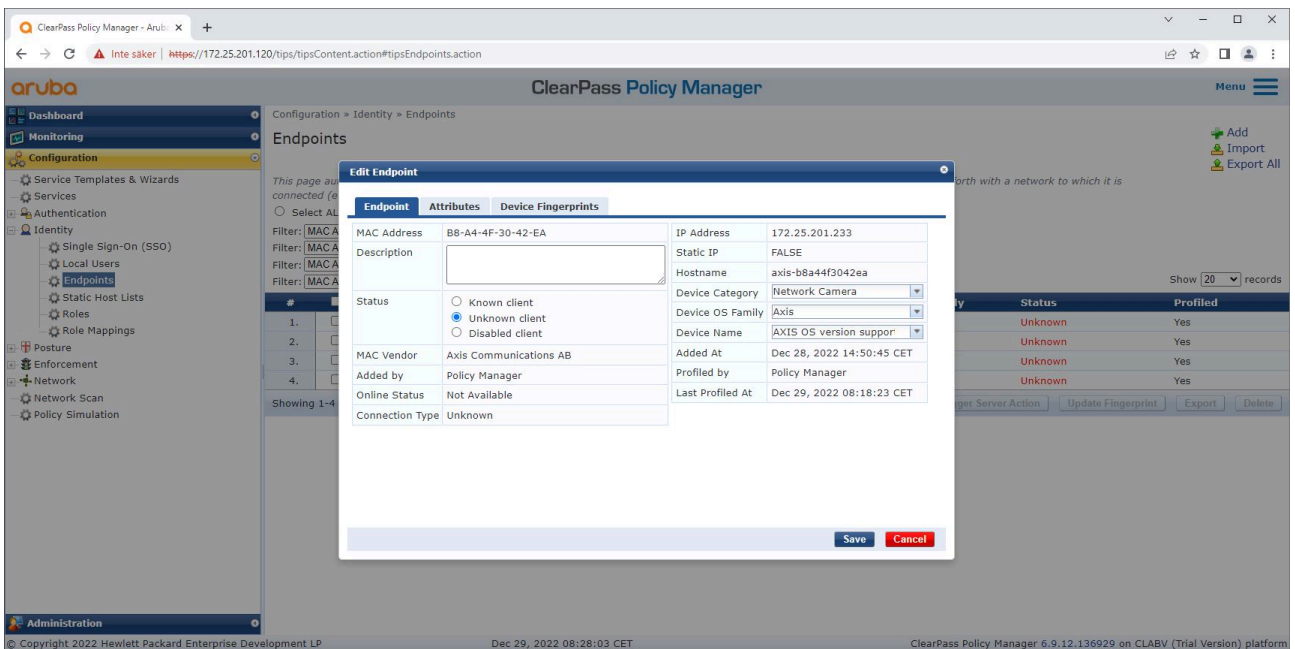 ClearPass Policy Manager - Arub
Inte säker | https://172.25.201.120/tips/tipsContent.action#tipsEndpoints.action
aruba
ClearPass Policy Manager
Menu
Dashboard
Monitoring
Configuration
Service Templates & Wizards
Services
Authentication
Identity
Single Sign-On (SSO)
Local Users
Endpoints
Static Host Lists
Roles
Role Mappings
Posture
Enforcement
Network
Network Scan
Policy Simulation
Administration
Configuration » Identity » Endpoints
Endpoints
Add
Import
Export All
This page au
orth with a network to which it is
connected (e
Select AL
Filter: MAC A
Filter: MAC A
Filter: MAC A
Filter: MAC A
Show 20 records
# ly Status Profiled
1. Unknown Yes
2. Unknown Yes
3. Unknown Yes
4. Unknown Yes
Showing 1-4
ger Server Action Update Fingerprint Export Delete
Edit Endpoint
Endpoint Attributes Device Fingerprints
MAC Address B8-A4-4F-30-42-EA
Description
Status
Known client
Unknown client
Disabled client
MAC Vendor Axis Communications AB
Added by Policy Manager
Online Status Not Available
Connection Type Unknown
IP Address 172.25.201.233
Static IP FALSE
Hostname axis-b8a44f3042ea
Device Category Network Camera
Device OS Family Axis
Device Name AXIS OS version suppor
Added At Dec 28, 2022 14:50:45 CET
Profiled by Policy Manager
Last Profiled At Dec 29, 2022 08:18:23 CET
Save Cancel
© Copyright 2022 Hewlett Packard Enterprise Development LP
Dec 29, 2022 08:28:03 CET
ClearPass Policy Manager 6.9.12.136929 on CLABV (Trial Version) platform